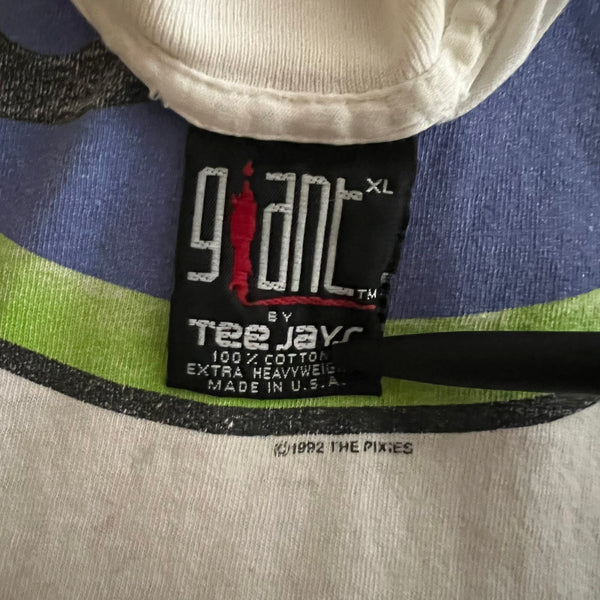 giant XL
TM
BY
Tee Jays
100% COTTON
EXTRA HEAVYWEIG
MADE IN U.S.A.
©1992 THE PIXIES